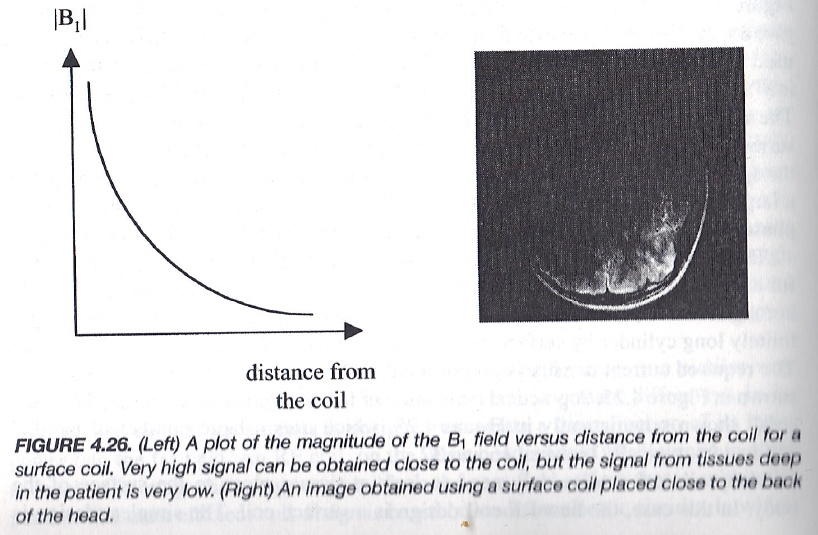 |B₁|
distance from
the coil
FIGURE 4.26. (Left) A plot of the magnitude of the B₁ field versus distance from the coil for a
surface coil. Very high signal can be obtained close to the coil, but the signal from tissues deep
in the patient is very low. (Right) An image obtained using a surface coil placed close to the back
of the head.